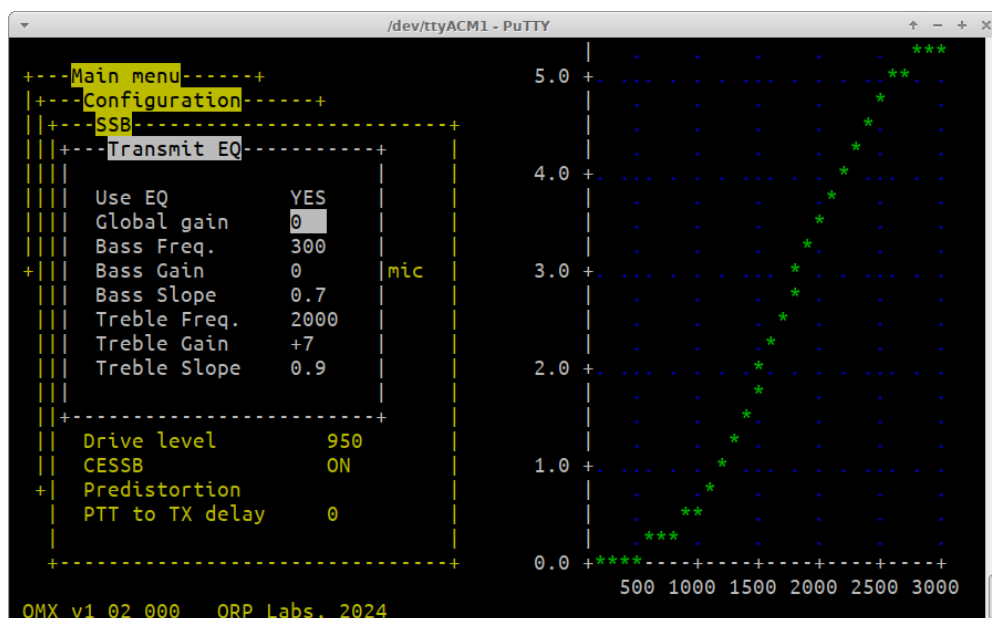 /dev/ttyACM1 - PuTTY
Main menu
Configuration
SSB
Transmit EQ
Use EQ YES
Global gain 0
Bass Freq. 300
Bass Gain 0 mic
Bass Slope 0.7
Treble Freq. 2000
Treble Gain +7
Treble Slope 0.9
Drive level 950
CESSB ON
Predistortion
PTT to TX delay 0
QMX v1_02_000 QRP Labs, 2024
5.0
4.0
3.0
2.0
1.0
0.0
500 1000 1500 2000 2500 3000